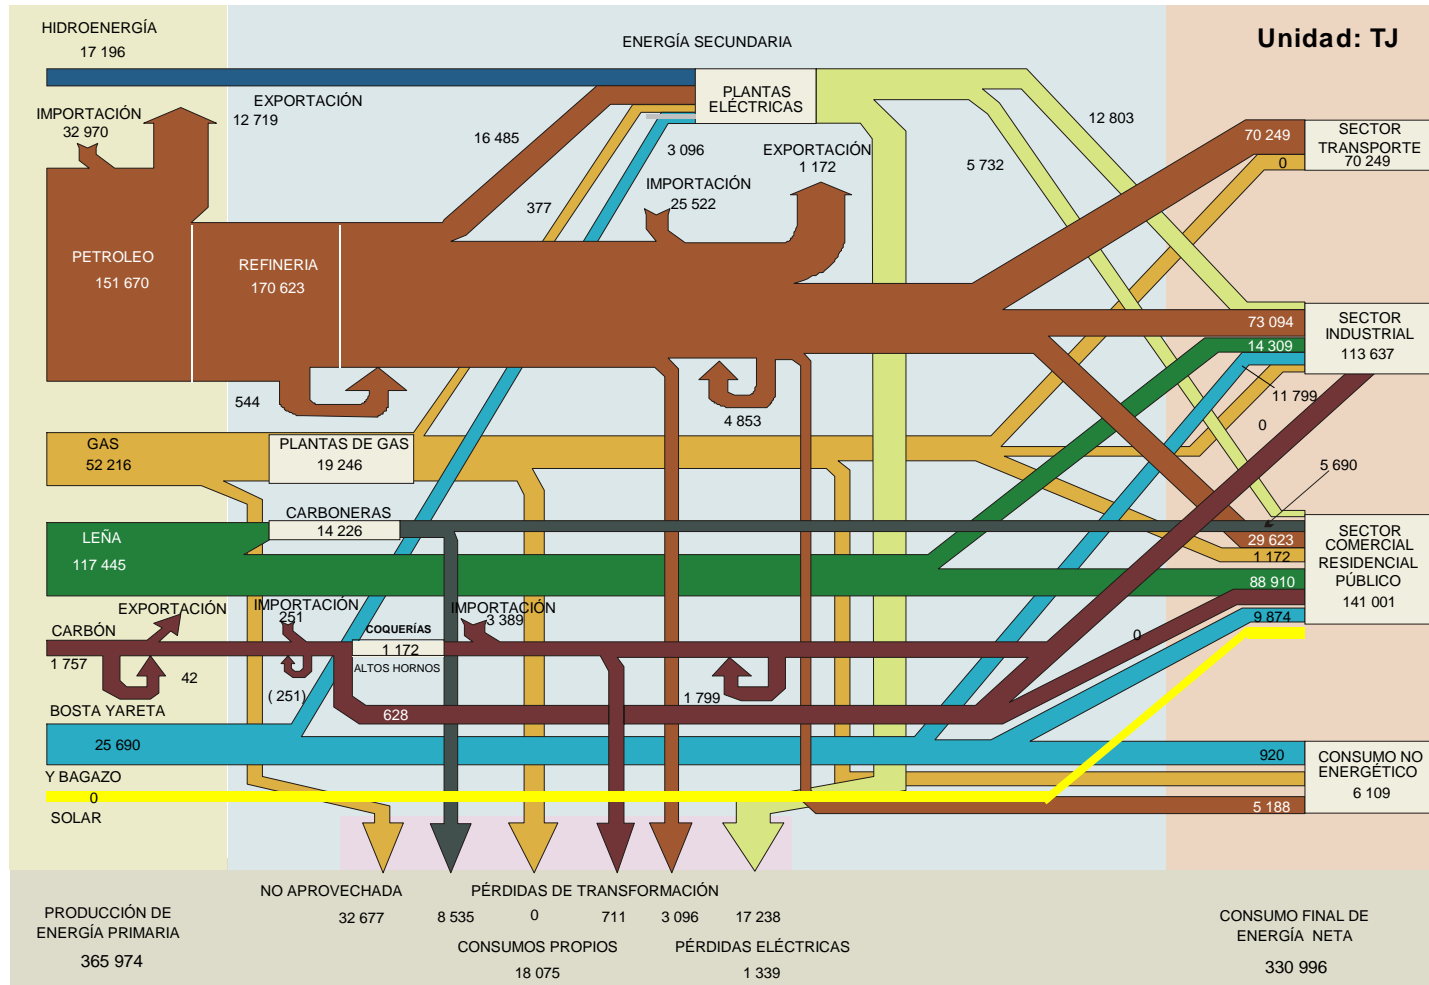 HIDROENERGÍA
17 196
ENERGÍA SECUNDARIA
Unidad: TJ
IMPORTACIÓN
32 970
EXPORTACIÓN
12 719
PLANTAS
ELÉCTRICAS
16 485
3 096
377
EXPORTACIÓN
1 172
IMPORTACIÓN
25 522
12 803
5 732
70 249
0
SECTOR
TRANSPORTE
70 249
PETROLEO
151 670
REFINERIA
170 623
73 094
14 309
SECTOR
INDUSTRIAL
113 637
544
4 853
11 799
0
GAS
52 216
PLANTAS DE GAS
19 246
5 690
CARBONERAS
14 226
LEÑA
117 445
29 623
1 172
88 910
9 874
SECTOR
COMERCIAL
RESIDENCIAL
PÚBLICO
141 001
EXPORTACIÓN
IMPORTACIÓN
251
IMPORTACIÓN
3 389
CARBÓN
1 757
42
(251)
COQUERÍAS
1 172
ALTOS HORNOS
0
1 799
628
BOSTA YARETA
25 690
Y BAGAZO
0
SOLAR
920
CONSUMO NO
ENERGÉTICO
6 109
5 188
NO APROVECHADA
32 677
PÉRDIDAS DE TRANSFORMACIÓN
8 535
0
711
3 096
17 238
CONSUMOS PROPIOS
18 075
PÉRDIDAS ELÉCTRICAS
1 339
PRODUCCIÓN DE
ENERGÍA PRIMARIA
365 974
CONSUMO FINAL DE
ENERGÍA NETA
330 996